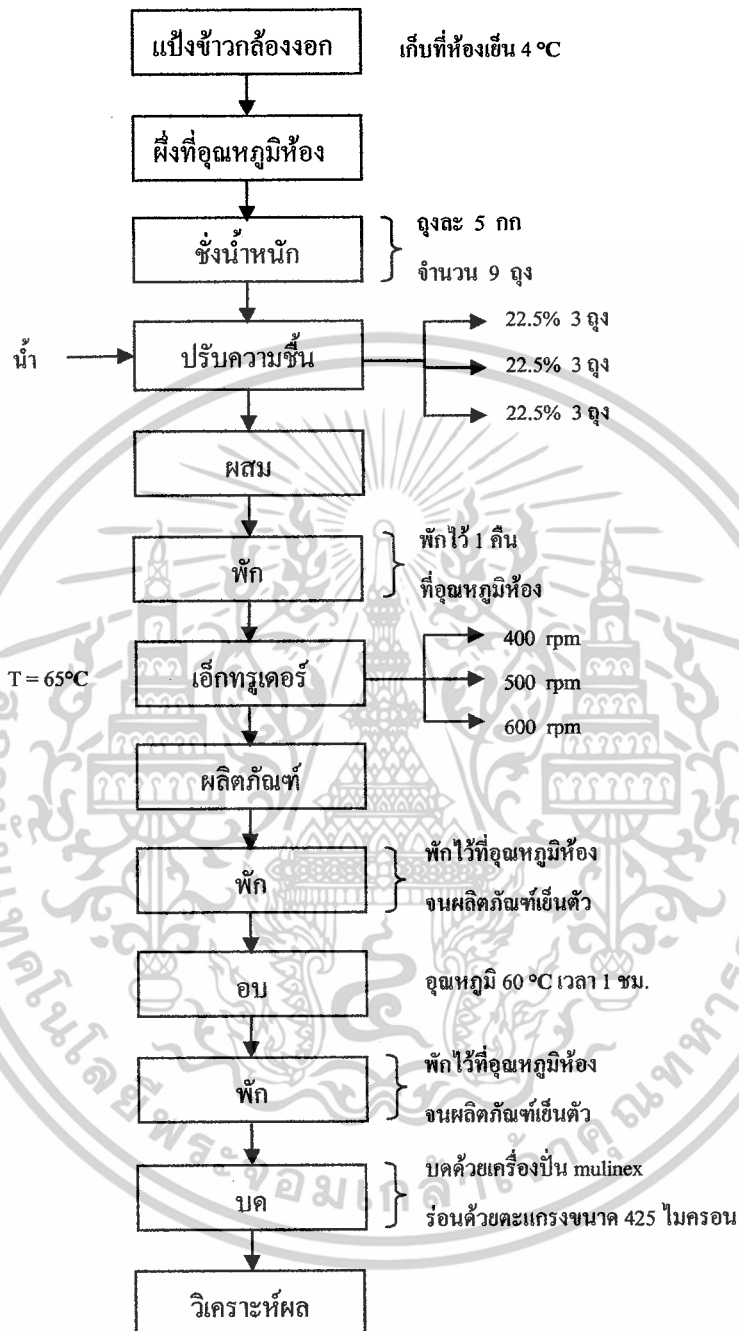 แป้งข้าวกล้องงอก
เก็บที่ห้องเย็น 4 °C
ผึ่งที่อุณหภูมิห้อง
ชั่งน้ำหนัก
ถุงละ 5 กก
จำนวน 9 ถุง
น้ำ
ปรับความชื้น
22.5% 3 ถุง
22.5% 3 ถุง
22.5% 3 ถุง
ผสม
พัก
พักไว้ 1 คืน
ที่อุณหภูมิห้อง
T = 65°C
เอ็กทรูเดอร์
400 rpm
500 rpm
600 rpm
ผลิตภัณฑ์
พัก
พักไว้ที่อุณหภูมิห้อง
จนผลิตภัณฑ์เย็นตัว
อบ
อุณหภูมิ 60 °C เวลา 1 ชม.
พัก
พักไว้ที่อุณหภูมิห้อง
จนผลิตภัณฑ์เย็นตัว
บด
บดด้วยเครื่องปั่น mulinex
ร่อนด้วยตะแกรงขนาด 425 ไมครอน
วิเคราะห์ผล